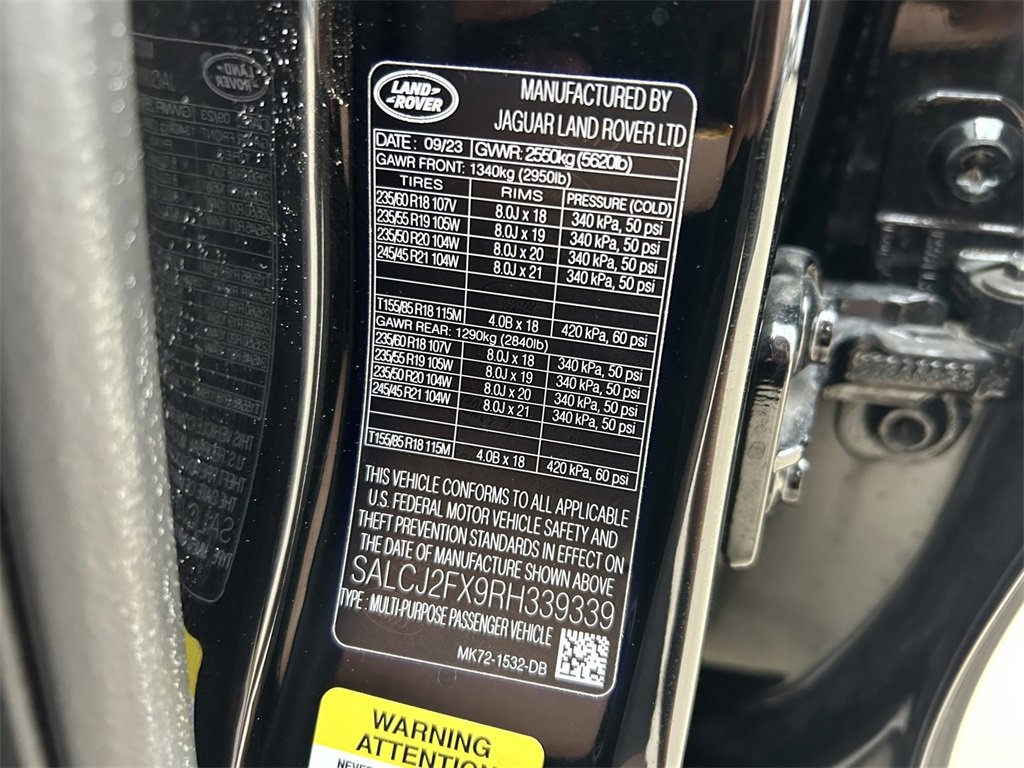 LAND-
-ROVER
MANUFACTURED BY
JAGUAR LAND ROVER LTD
DATE : 09/23 GVWR: 2550kg (5620lb)
GAWR FRONT: 1340kg (2950lb)
TIRES RIMS PRESSURE (COLD)
235/60 R18 107V 8.0J x 18 340 kPa, 50 psi
235/55 R19 105W 8.0J x 19 340 kPa, 50 psi
235/50 R20 104W 8.0J x 20 340 kPa, 50 psi
245/45 R21 104W 8.0J x 21 340 kPa, 50 psi
T155/85 R18 115M 4.0B x 18 420 kPa, 60 psi
GAWR REAR: 1290kg (2840lb)
235/60 R18 107V 8.0J x 18 340 kPa, 50 psi
235/55 R19 105W 8.0J x 19 340 kPa, 50 psi
235/50 R20 104W 8.0J x 20 340 kPa, 50 psi
245/45 R21 104W 8.0J x 21 340 kPa, 50 psi
T155/85 R18 115M 4.0B x 18 420 kPa, 60 psi
THIS VEHICLE CONFORMS TO ALL APPLICABLE
U.S. FEDERAL MOTOR VEHICLE SAFETY AND
THEFT PREVENTION STANDARDS IN EFFECT ON
THE DATE OF MANUFACTURE SHOWN ABOVE
SALCJ2FX9RH339339
TYPE : MULTI-PURPOSE PASSENGER VEHICLE
MK72-1532-DB
WARNING
ATTENTION